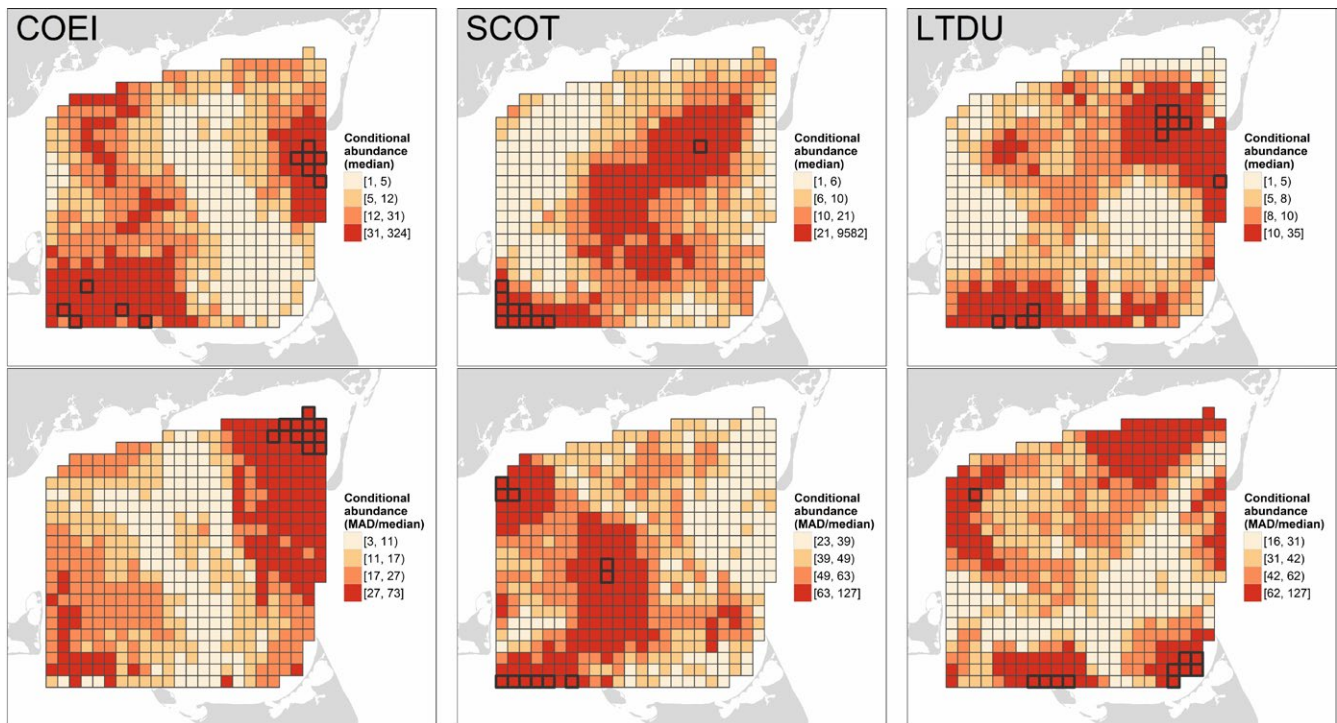 COEI
Conditional
abundance
(median)
[1, 5)
[5, 12)
[12, 31)
[31, 324]
SCOT
Conditional
abundance
(median)
[1, 6)
[6, 10)
[10, 21)
[21, 9582]
LTDU
Conditional
abundance
(median)
[1, 5)
[5, 8)
[8, 10)
[10, 35]
Conditional
abundance
(MAD/median)
[3, 11)
[11, 17)
[17, 27)
[27, 73]
Conditional
abundance
(MAD/median)
[23, 39)
[39, 49)
[49, 63)
[63, 127]
Conditional
abundance
(MAD/median)
[16, 31)
[31, 42)
[42, 62)
[62, 127]